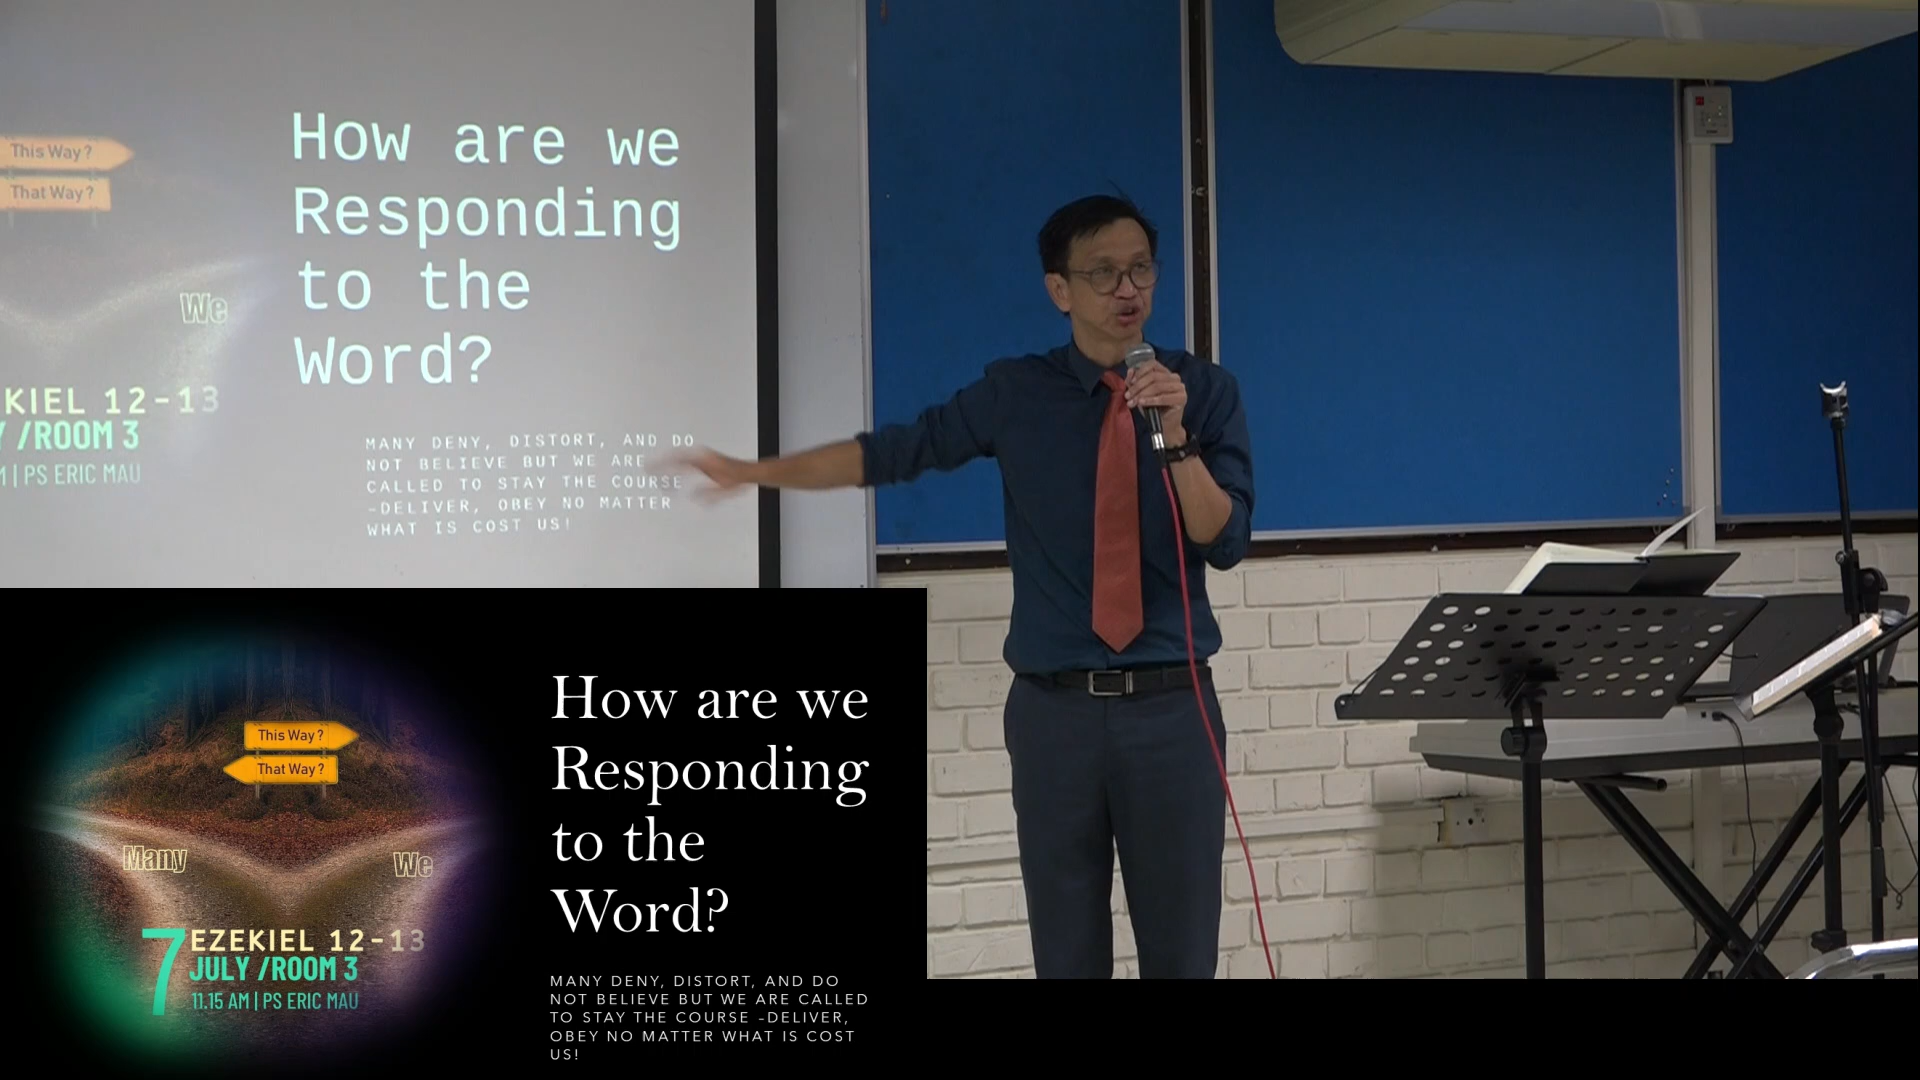 This Way?
That Way?
We
KIEL 12-13
Y /ROOM 3
M | PS ERIC MAU
How are we
Responding
to the
Word?
MANY DENY, DISTORT, AND DO
NOT BELIEVE BUT WE ARE
CALLED TO STAY THE COURSE
-DELIVER, OBEY NO MATTER
WHAT IS COST US!
This Way?
That Way?
Many
We
7
EZEKIEL 12-13
JULY /ROOM 3
11.15 AM | PS ERIC MAU
How are we
Responding
to the
Word?
MANY DENY, DISTORT, AND DO
NOT BELIEVE BUT WE ARE CALLED
TO STAY THE COURSE -DELIVER,
OBEY NO MATTER WHAT IS COST
US!